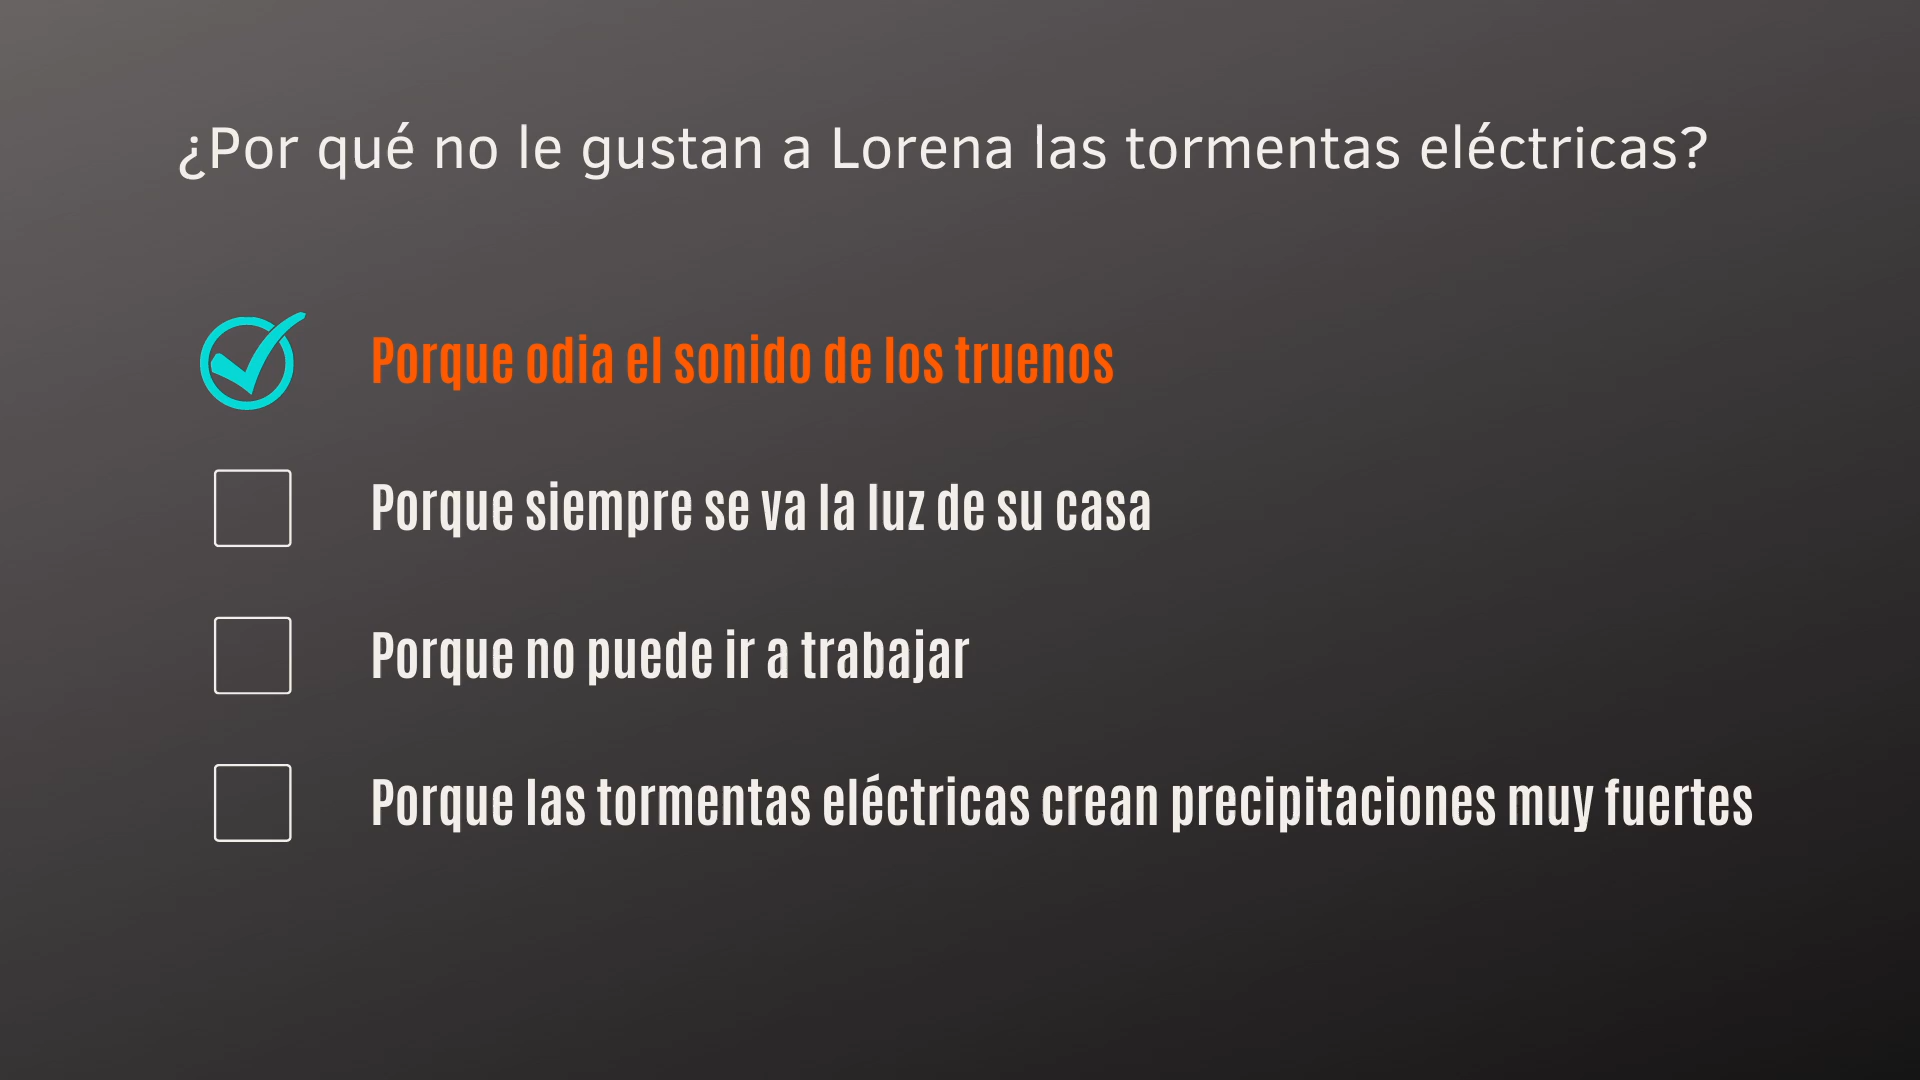 ¿Por qué no le gustan a Lorena las tormentas eléctricas?
Porque odia el sonido de los truenos
Porque siempre se va la luz de su casa
Porque no puede ir a trabajar
Porque las tormentas eléctricas crean precipitaciones muy fuertes